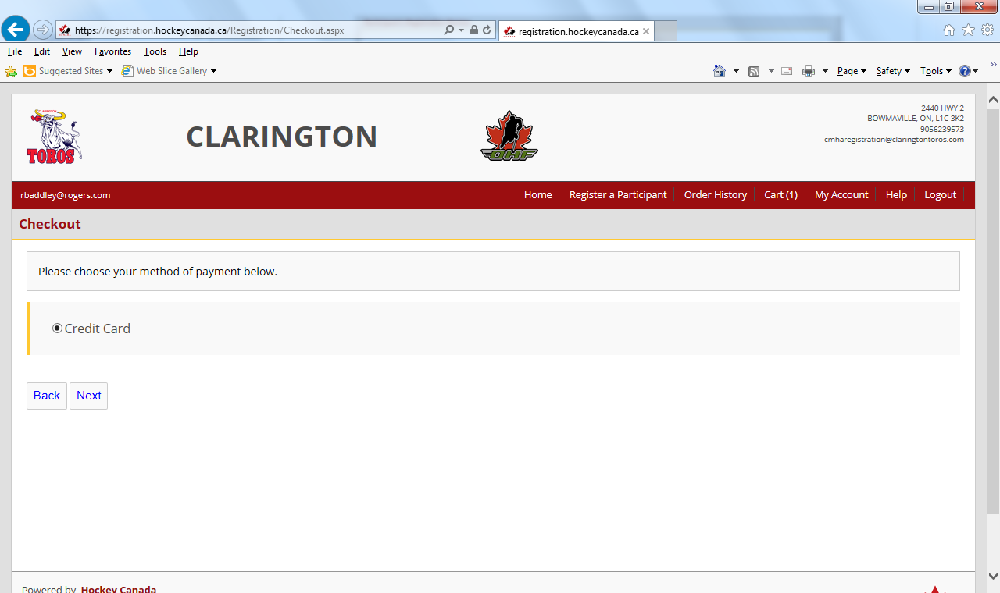 https://registration.hockeycanada.ca/Registration/Checkout.aspx
registration.hockeycanada.ca
File Edit View Favorites Tools Help
Suggested Sites Web Slice Gallery Page Safety Tools
CLARINGTON
TOROS
CLARINGTON
OHF
2440 HWY 2
BOWMAVILLE, ON, L1C 3K2
9056239573
cmharegistration@claringtontoros.com
rbaddley@rogers.com Home Register a Participant Order History Cart (1) My Account Help Logout
Checkout
Please choose your method of payment below.
Credit Card
Back Next
Powered by Hockey Canada